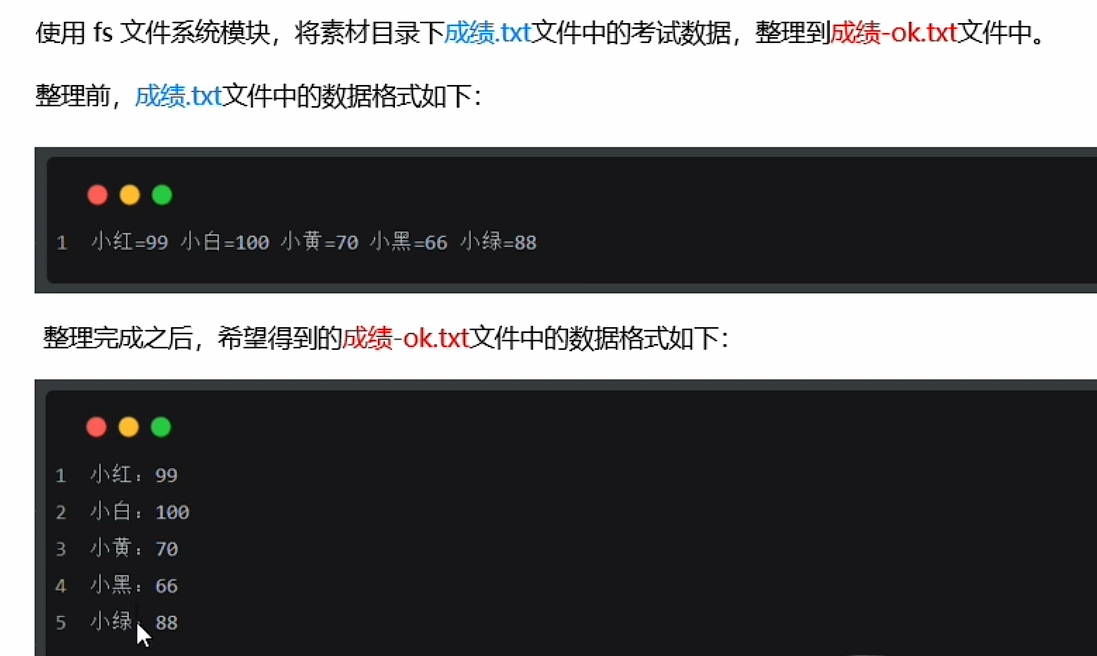 使用 fs 文件系统模块，将素材目录下成绩.txt文件中的考试数据，整理到成绩-ok.txt文件中。
整理前，成绩.txt文件中的数据格式如下：
1 小红=99 小白=100 小黄=70 小黑=66 小绿=88
整理完成之后，希望得到的成绩-ok.txt文件中的数据格式如下：
1 小红：99
2 小白：100
3 小黄：70
4 小黑：66
5 小绿：88